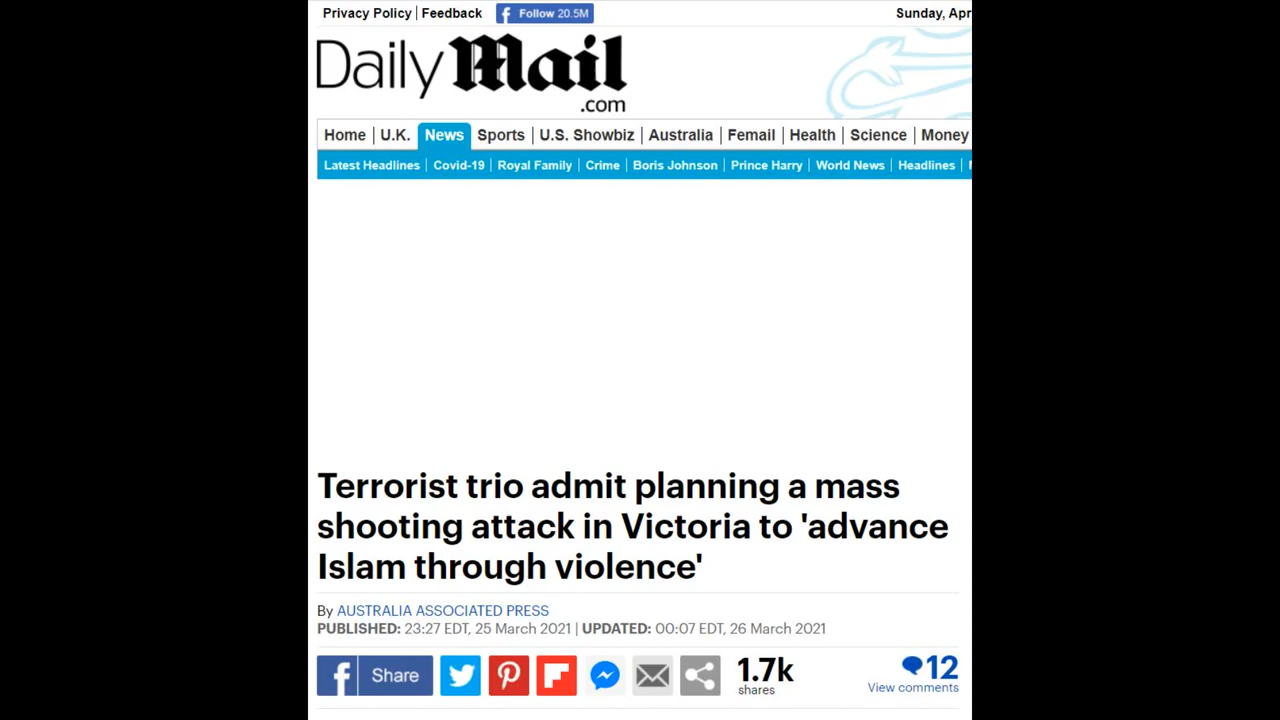 Privacy Policy | Feedback
Follow 20.5M
Sunday, Apr
Daily Mail
.com
Home | U.K. News Sports | U.S. Showbiz | Australia | Femail | Health | Science | Money
Latest Headlines | Covid-19 | Royal Family | Crime | Boris Johnson | Prince Harry | World News | Headlines |
Terrorist trio admit planning a mass
shooting attack in Victoria to 'advance
Islam through violence'
By AUSTRALIA ASSOCIATED PRESS
PUBLISHED: 23:27 EDT, 25 March 2021 | UPDATED: 00:07 EDT, 26 March 2021
Share
1.7k
shares
12
View comments